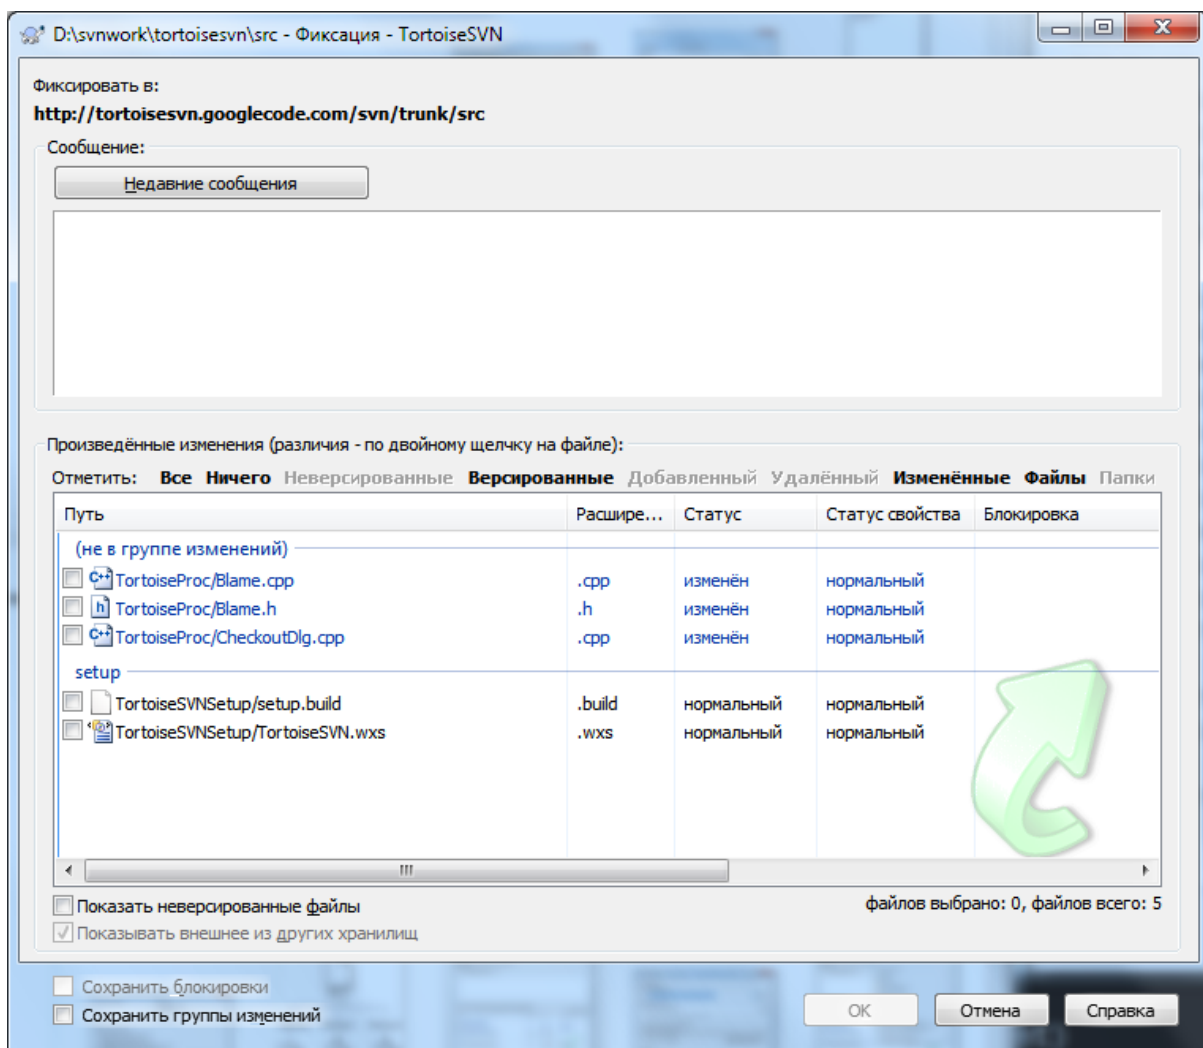 D:\svnwork\tortoisesvn\src - Фиксация - TortoiseSVN
Фиксировать в:
http://tortoisesvn.googlecode.com/svn/trunk/src
Сообщение:
Недавние сообщения
Произведённые изменения (различия - по двойному щелчку на файле):
Отметить: Все Ничего Неверсированные Версированные Добавленный Удалённый Изменённые Файлы Папки
Путь Расшире... Статус Статус свойства Блокировка
(не в группе изменений)
C++ TortoiseProc/Blame.cpp .cpp изменён нормальный
h TortoiseProc/Blame.h .h изменён нормальный
C++ TortoiseProc/CheckoutDlg.cpp .cpp изменён нормальный
setup
TortoiseSVNSetup/setup.build .build нормальный нормальный
TortoiseSVNSetup/TortoiseSVN.wxs .wxs нормальный нормальный
Показать неверсированные файлы файлов выбрано: 0, файлов всего: 5
Показывать внешнее из других хранилищ
Сохранить блокировки
Сохранить группы изменений OK Отмена Справка